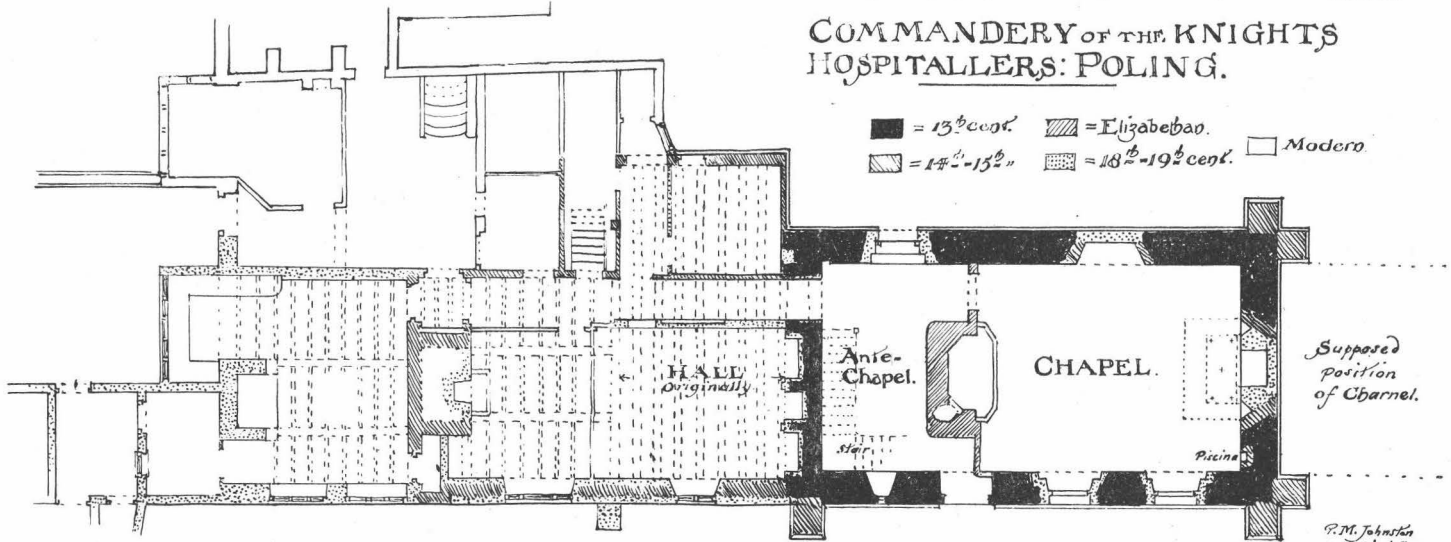 COMMANDERY OF THE KNIGHTS
HOSPITALLERS: POLING.
= 13th cent.
= Elizabethan.
= 14th-15th "
= 18th-19th cent.
Modern
HALL
Originally
Ante-
Chapel.
CHAPEL.
Stair
Piscina
Supposed
position
of Charnel.
P.M. Johnston